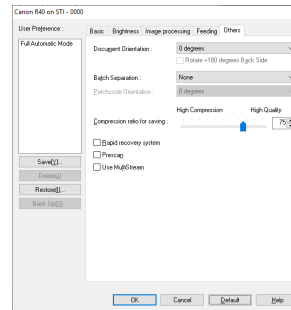 Canon R40 on STI - 0000
User Preference :
Full Automatic Mode
Save(Y)...
Delete(J)
Restore(I)...
Back Up(K)...
Basic Brightness Image processing Feeding Others
Document Orientation : 0 degrees
Rotate +180 degrees Back Side
Batch Separation : None
Patchcode Orientation : 0 degrees
High Compression High Quality
Compression ratio for saving : 75
Rapid recovery system
Prescan
Use MultiStream
OK Cancel Default Help